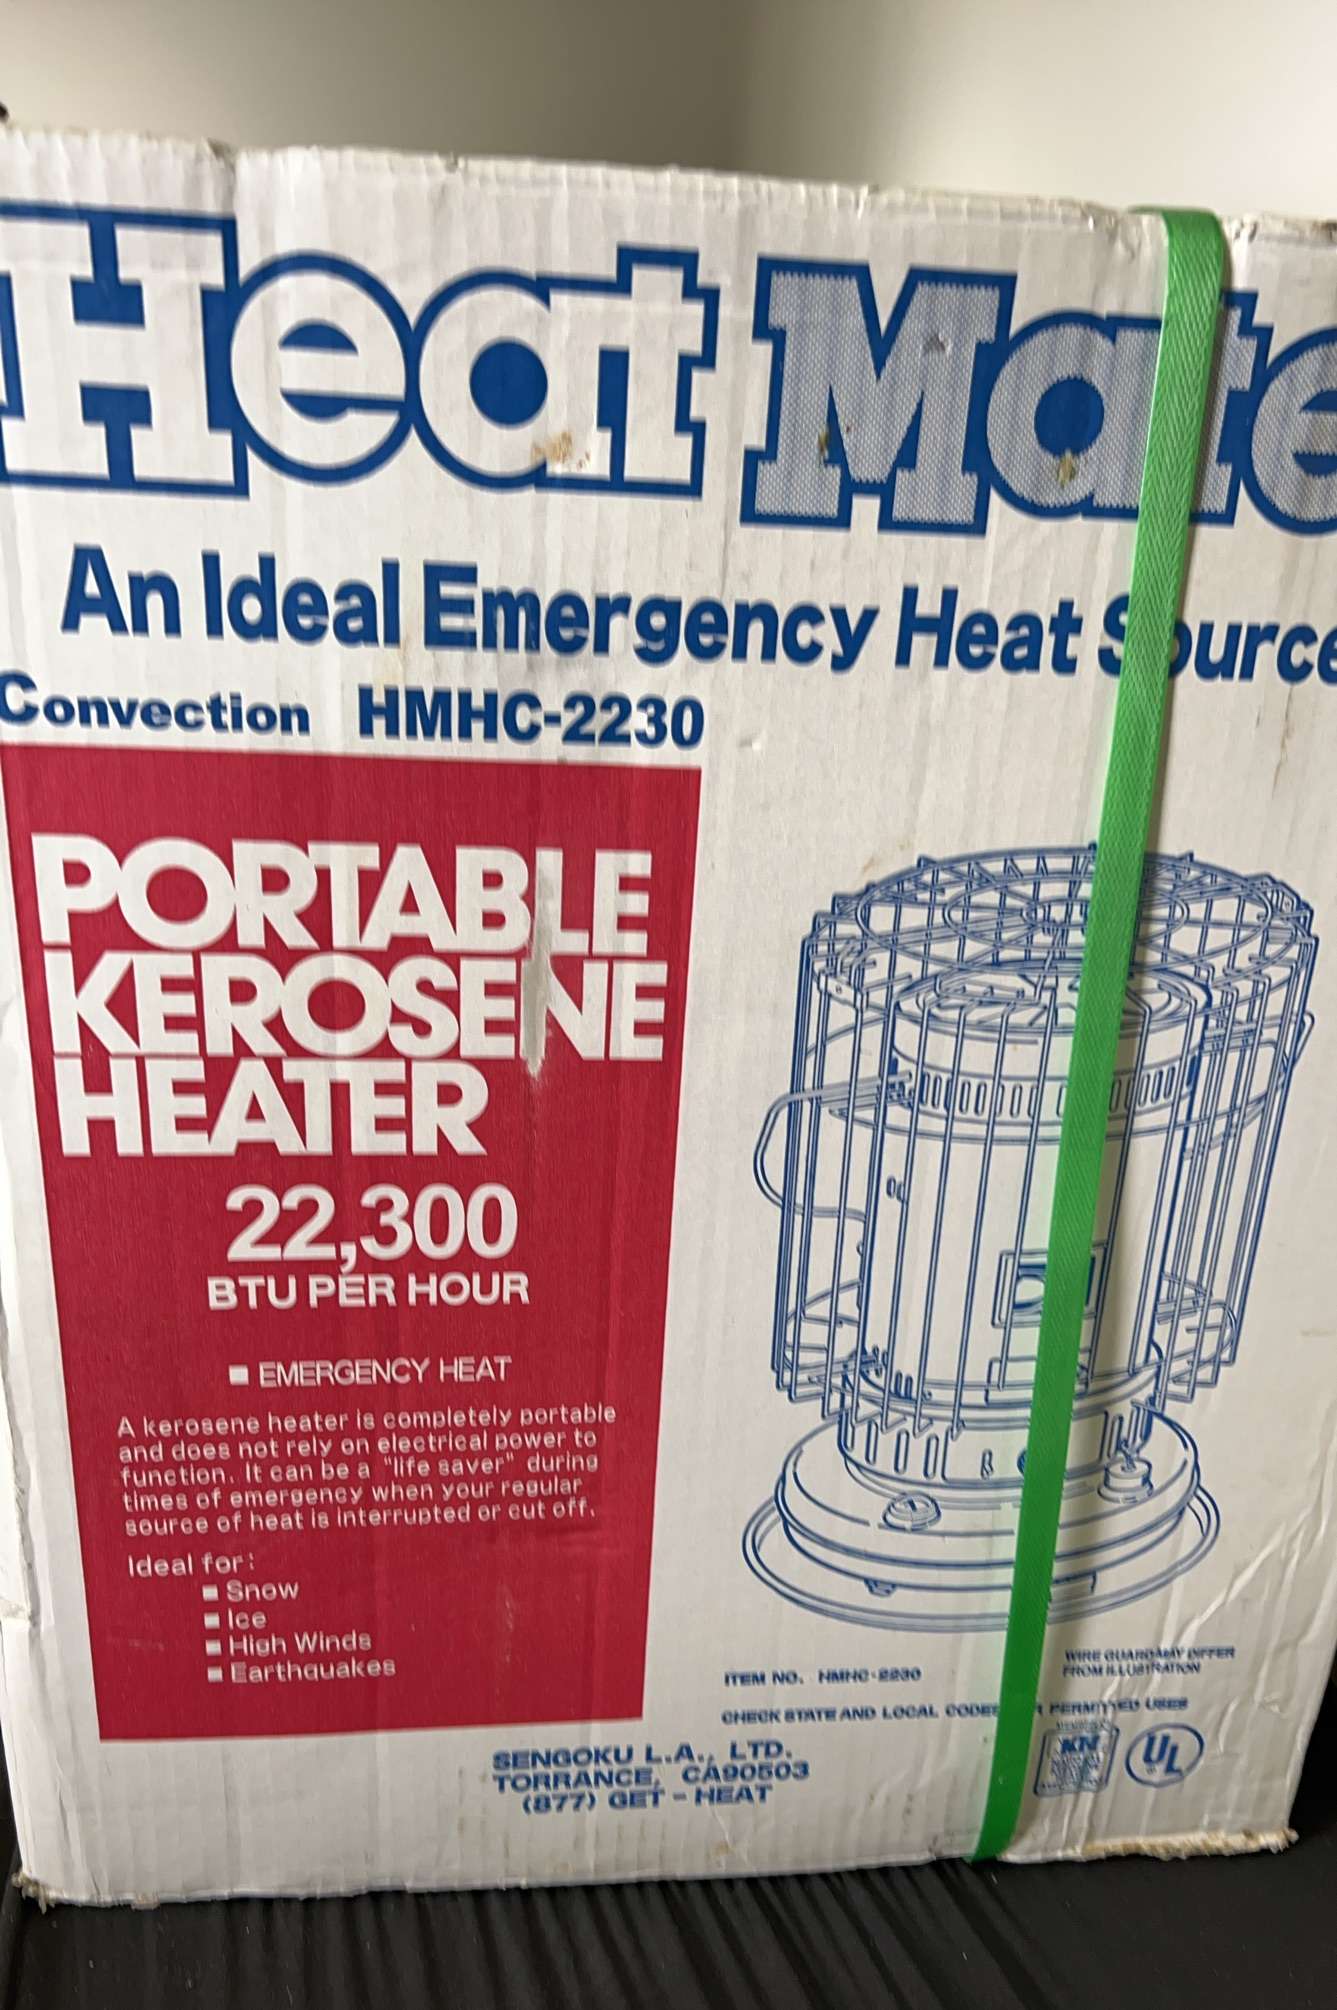 Heat Mate
An Ideal Emergency Heat Source
Convection HMHC-2230
PORTABLE
KEROSENE
HEATER
22,300
BTU PER HOUR
■ EMERGENCY HEAT
A kerosene heater is completely portable
and does not rely on electrical power to
function. It can be a "life saver" during
times of emergency when your regular
source of heat is interrupted or cut off.
Ideal for:
■ Snow
■ Ice
■ High Winds
■ Earthquakes
WIRE GUARD MAY DIFFER
FROM ILLUSTRATION
ITEM NO. HMHC-2230
CHECK STATE AND LOCAL CODES PERMITTED USES
KN
UL
SENGOKU L.A., LTD.
TORRANCE, CA90503
(877) GET-HEAT